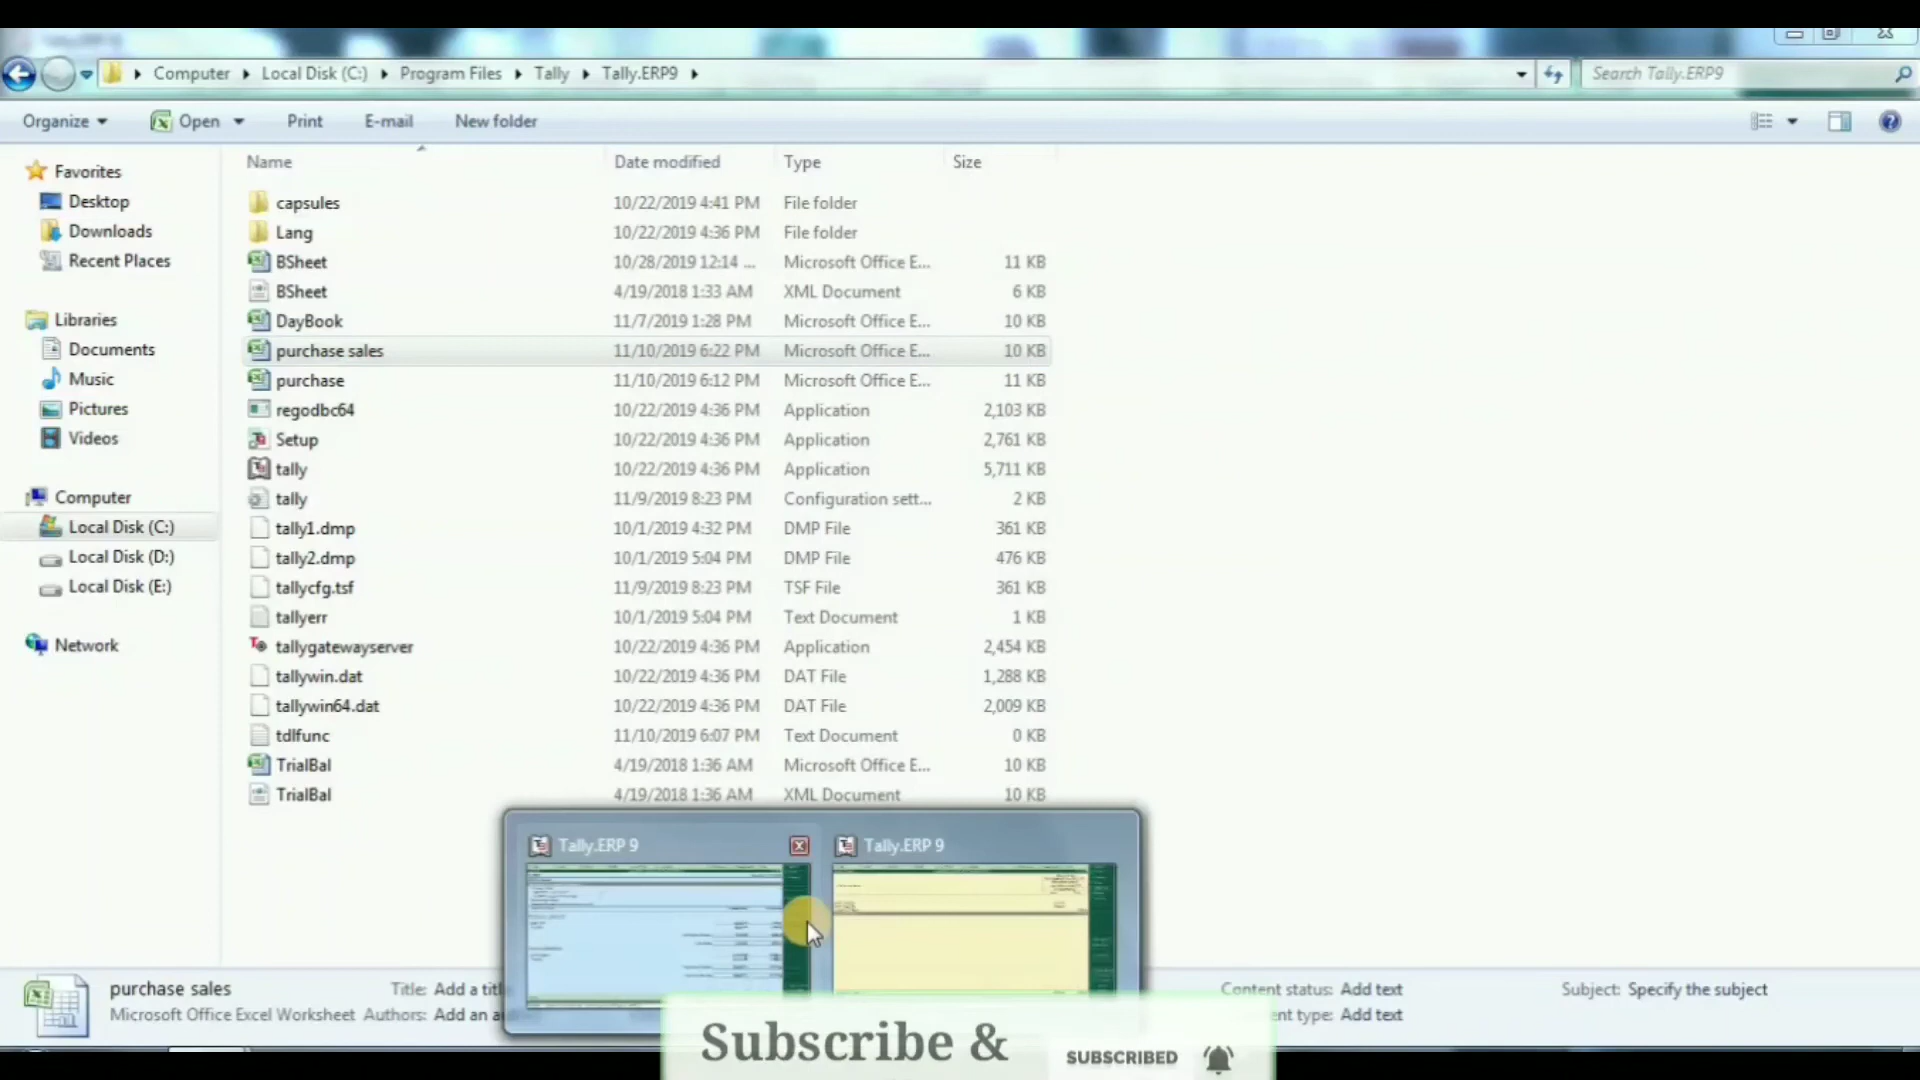 Computer Local Disk (C:) Program Files Tally Tally.ERP9 Search Tally.ERP9
Organize Open Print E-mail New folder
Name Date modified Type Size
Favorites
Desktop
Downloads
Recent Places
Libraries
Documents
Music
Pictures
Videos
Computer
Local Disk (C:)
Local Disk (D:)
Local Disk (E:)
Network
capsules 10/22/2019 4:41 PM File folder
Lang 10/22/2019 4:36 PM File folder
BSheet 10/28/2019 12:14 ... Microsoft Office E... 11 KB
BSheet 4/19/2018 1:33 AM XML Document 6 KB
DayBook 11/7/2019 1:28 PM Microsoft Office E... 10 KB
purchase sales 11/10/2019 6:22 PM Microsoft Office E... 10 KB
purchase 11/10/2019 6:12 PM Microsoft Office E... 11 KB
regodbc64 10/22/2019 4:36 PM Application 2,103 KB
Setup 10/22/2019 4:36 PM Application 2,761 KB
tally 10/22/2019 4:36 PM Application 5,711 KB
tally 11/9/2019 8:23 PM Configuration sett... 2 KB
tally1.dmp 10/1/2019 4:32 PM DMP File 361 KB
tally2.dmp 10/1/2019 5:04 PM DMP File 476 KB
tallycfg.tsf 11/9/2019 8:23 PM TSF File 361 KB
tallyerr 10/1/2019 5:04 PM Text Document 1 KB
tallygatewayserver 10/22/2019 4:36 PM Application 2,454 KB
tallywin.dat 10/22/2019 4:36 PM DAT File 1,288 KB
tallywin64.dat 10/22/2019 4:36 PM DAT File 2,009 KB
tdlfunc 11/10/2019 6:07 PM Text Document 0 KB
TrialBal 4/19/2018 1:36 AM Microsoft Office E... 10 KB
TrialBal 4/19/2018 1:36 AM XML Document 10 KB
Tally.ERP 9 Tally.ERP 9
purchase sales Title: Add a titl Content status: Add text Subject: Specify the subject
Microsoft Office Excel Worksheet Authors: Add an a nt type: Add text
Subscribe & SUBSCRIBED